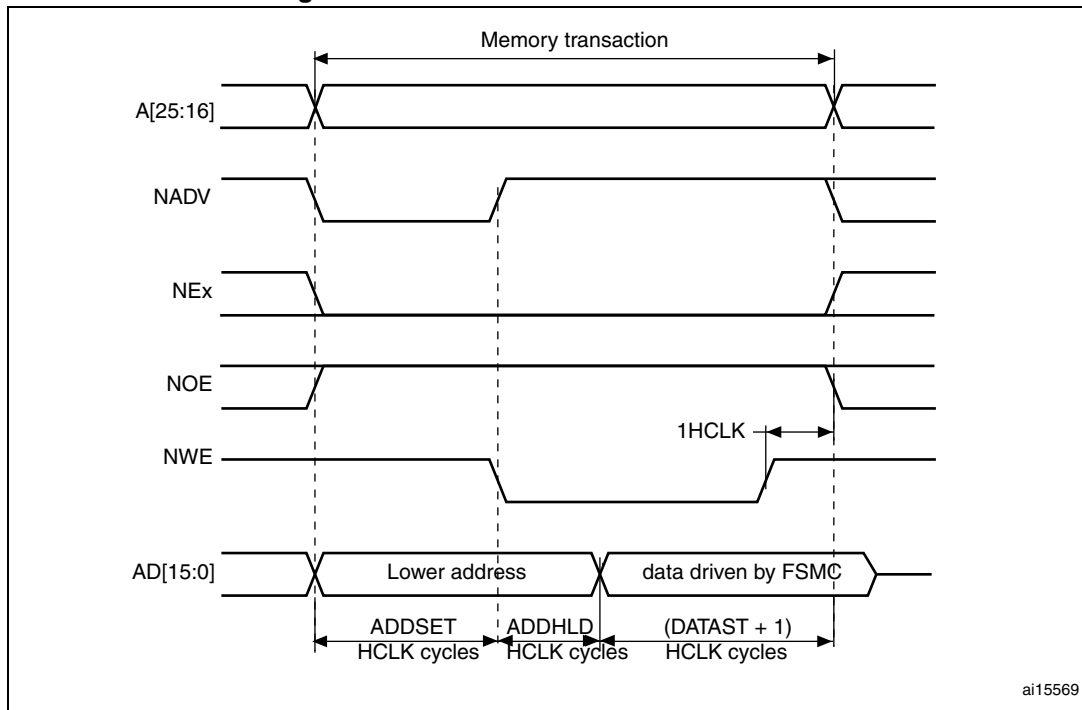 Memory transaction
A[25:16]
NADV
NEx
NOE
1HCLK
NWE
AD[15:0]
Lower address
data driven by FSMC
ADDSET
ADDHLD
(DATAST + 1)
HCLK cycles
HCLK cycles
HCLK cycles
ai15569